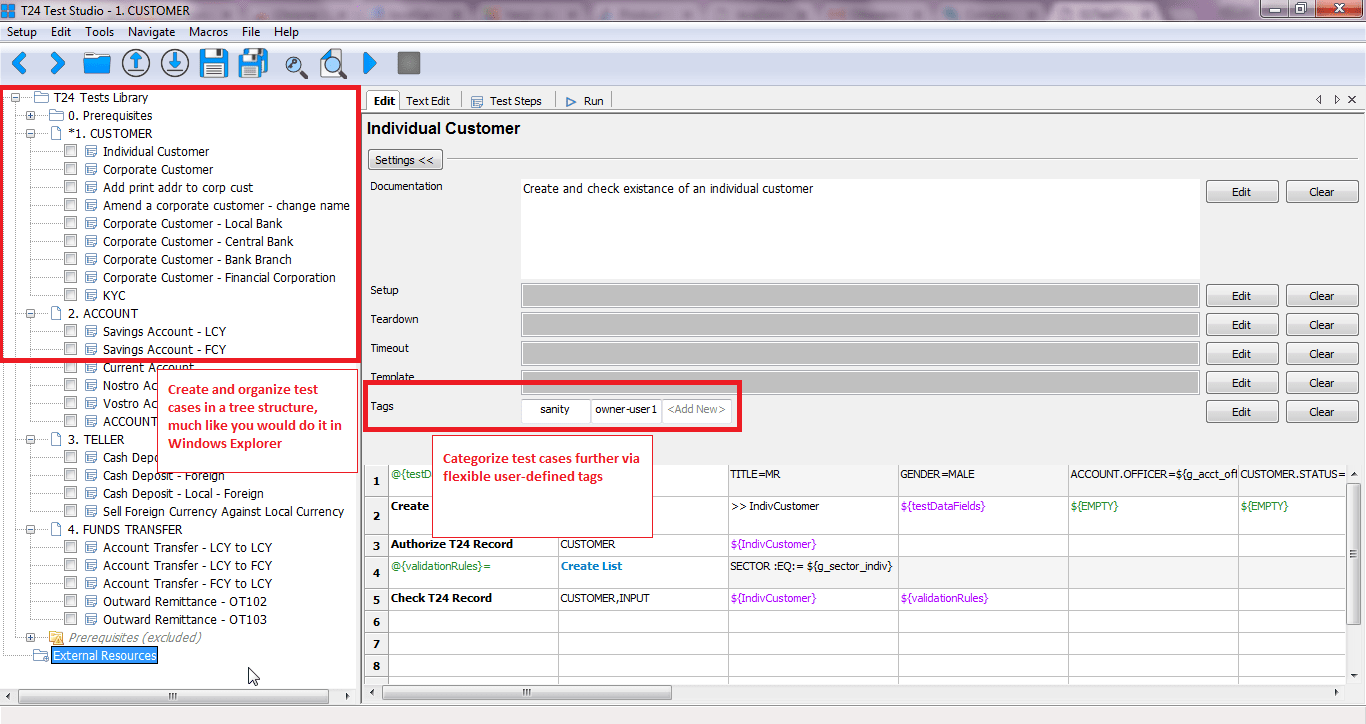 T24 Test Studio - 1. CUSTOMER
Setup Edit Tools Navigate Macros File Help
T24 Tests Library
0. Prerequisites
*1. CUSTOMER
Individual Customer
Corporate Customer
Add print addr to corp cust
Amend a corporate customer - change name
Corporate Customer - Local Bank
Corporate Customer - Central Bank
Corporate Customer - Bank Branch
Corporate Customer - Financial Corporation
KYC
2. ACCOUNT
Savings Account - LCY
Savings Account - FCY
Current Account
Nostro Ac
Vostro Ac
ACCOUNT
3. TELLER
Cash Depo
Cash Deposit - Foreign
Cash Deposit - Local - Foreign
Sell Foreign Currency Against Local Currency
4. FUNDS TRANSFER
Account Transfer - LCY to LCY
Account Transfer - LCY to FCY
Account Transfer - FCY to LCY
Outward Remittance - OT102
Outward Remittance - OT103
Prerequisites (excluded)
External Resources
Create and organize test
cases in a tree structure,
much like you would do it in
Windows Explorer
Edit Text Edit Test Steps Run
Individual Customer
Settings <<
Documentation Create and check existance of an individual customer Edit Clear
Setup Edit Clear
Teardown Edit Clear
Timeout Edit Clear
Template Edit Clear
Tags sanity owner-user1 <Add New> Edit Clear
Categorize test cases further via
flexible user-defined tags
1 @{testD TITLE=MR GENDER=MALE ACCOUNT.OFFICER=${g_acct_off CUSTOMER.STATUS=
2 Create >> IndivCustomer ${testDataFields} ${EMPTY} ${EMPTY}
3 Authorize T24 Record CUSTOMER ${IndivCustomer}
4 @{validationRules}= Create List SECTOR :EQ:= ${g_sector_indiv}
5 Check T24 Record CUSTOMER,INPUT ${IndivCustomer} ${validationRules}
6
7
8